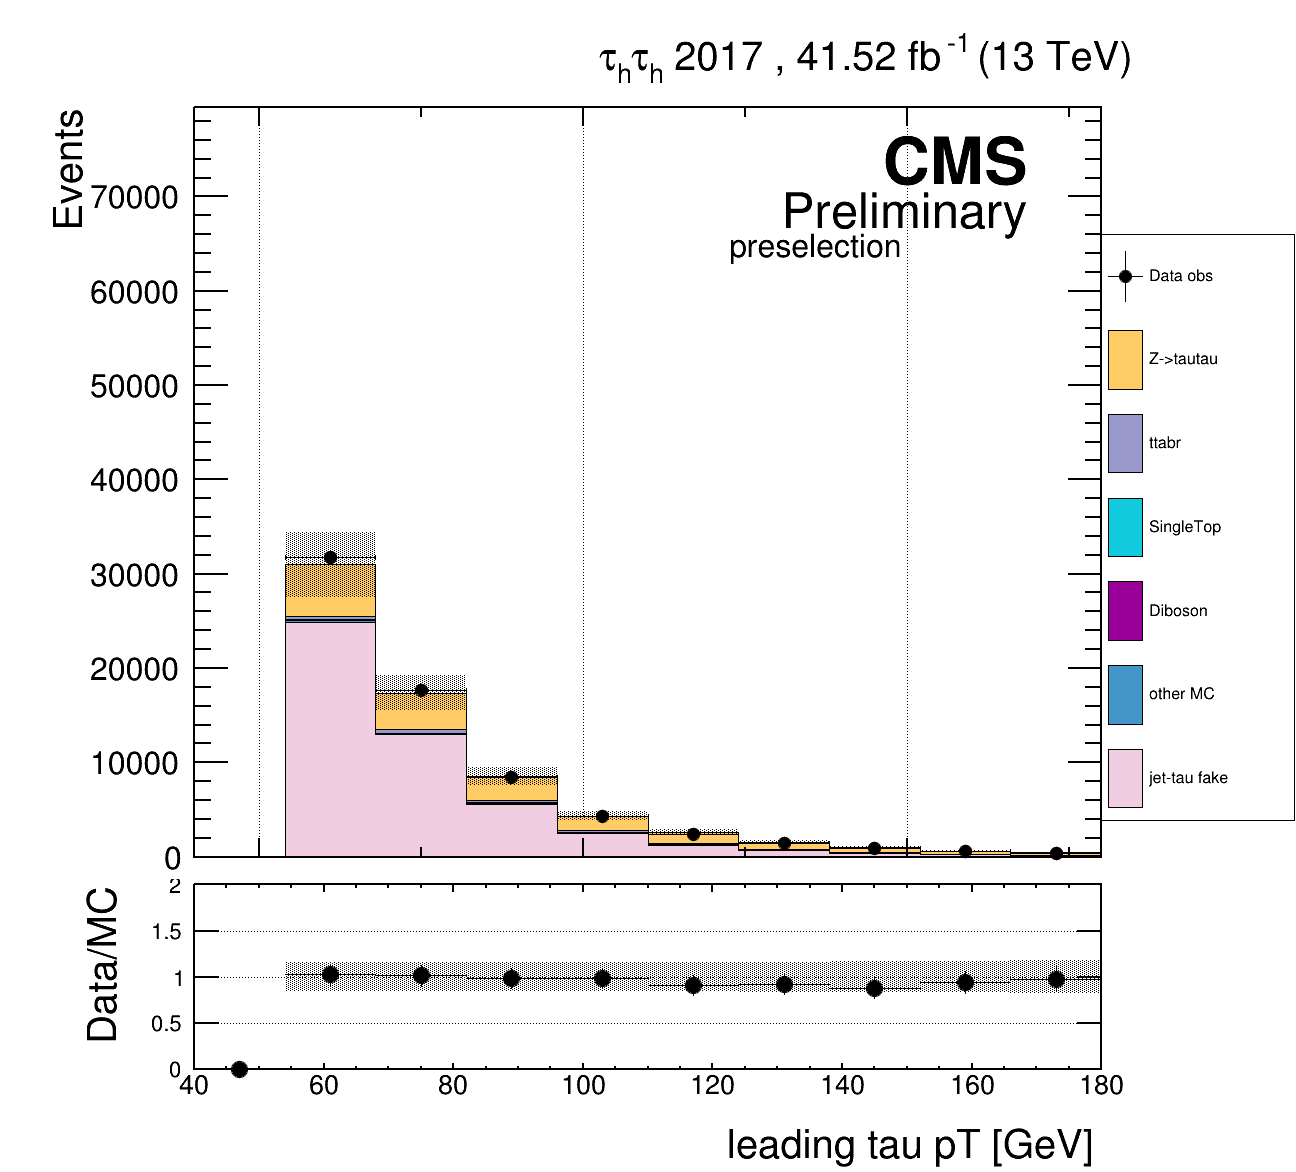 τhτh 2017 , 41.52 fb-1 (13 TeV)
Events
70000
60000
50000
40000
30000
20000
10000
0
CMS
Preliminary
preselection
Data obs
Z->tautau
ttabr
SingleTop
Diboson
other MC
jet-tau fake
Data/MC
2
1.5
1
0.5
0
40 60 80 100 120 140 160 180
leading tau pT [GeV]